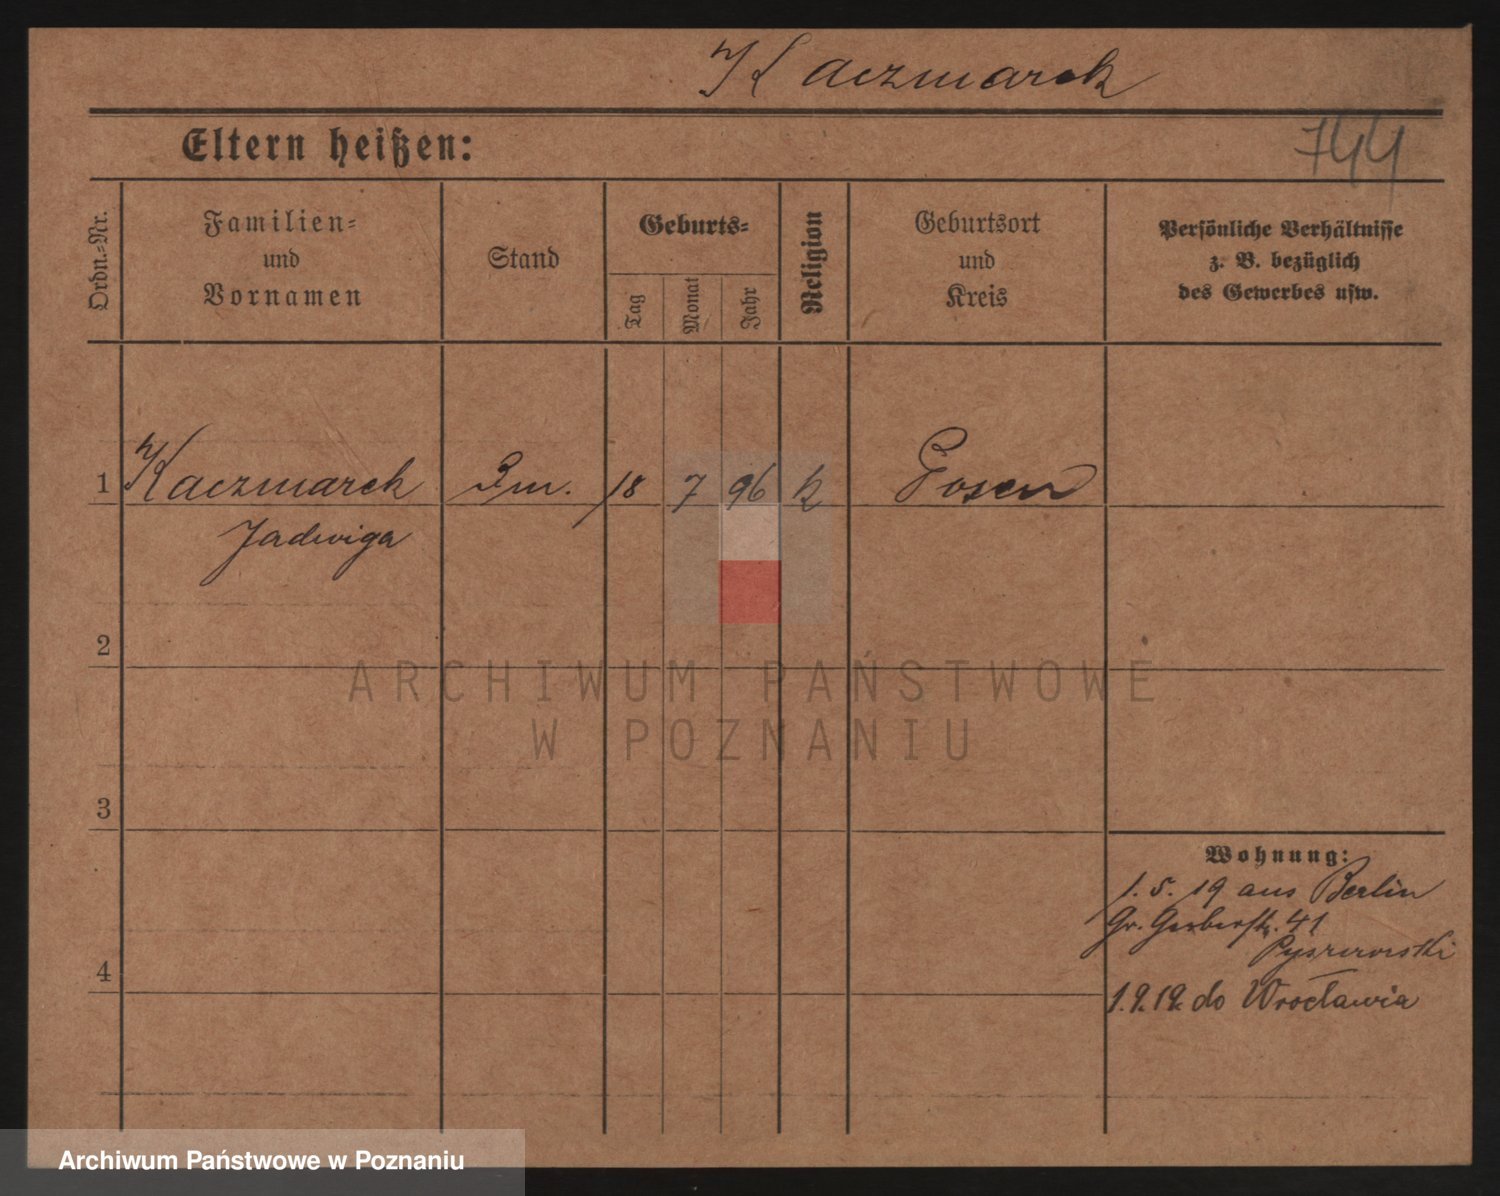 Kaczmarek
Eltern heißen:
744
Ordn.-Nr.
Familien-
und
Vornamen
Stand
Geburts-
Tag
Monat
Jahr
Religion
Geburtsort
und
Kreis
Persönliche Verhältnisse
z. B. bezüglich
des Gewerbes usw.
1 Kaczmarek 18 7 96 k Posen
Jadwiga
2
ARCHIWUM PAŃSTWOWE
W POZNANIU
3
Wohnung:
1. 5. 19 aus Berlin
Gr. Gerberstr. 41
4
1.9.19. do Wrocławia
Archiwum Państwowe w Poznaniu